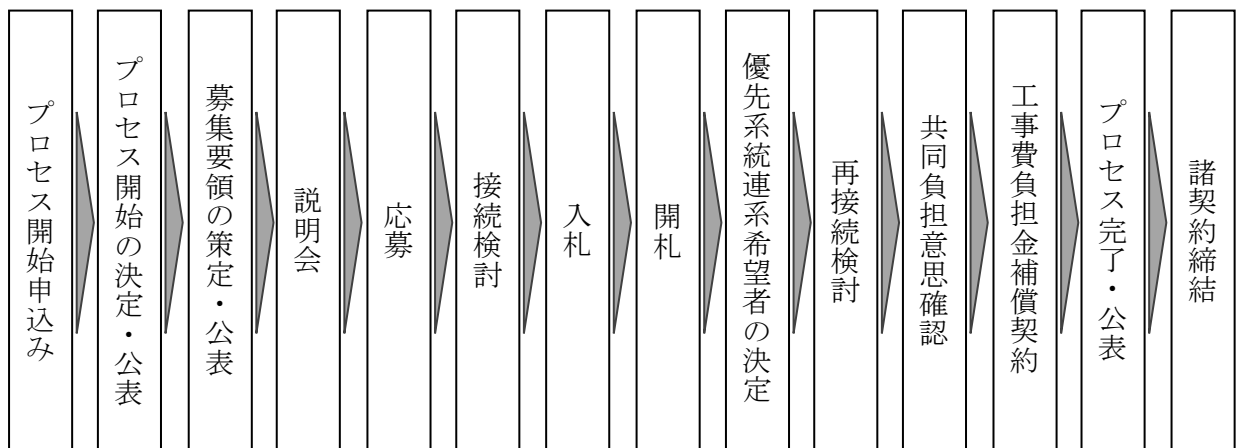 プロセス開始申込み
プロセス開始の決定・公表
募集要領の策定・公表
説明会
応募
接続検討
入札
開札
優先系統連系希望者の決定
再接続検討
共同負担意思確認
工事費負担金補償契約
プロセス完了・公表
諸契約締結